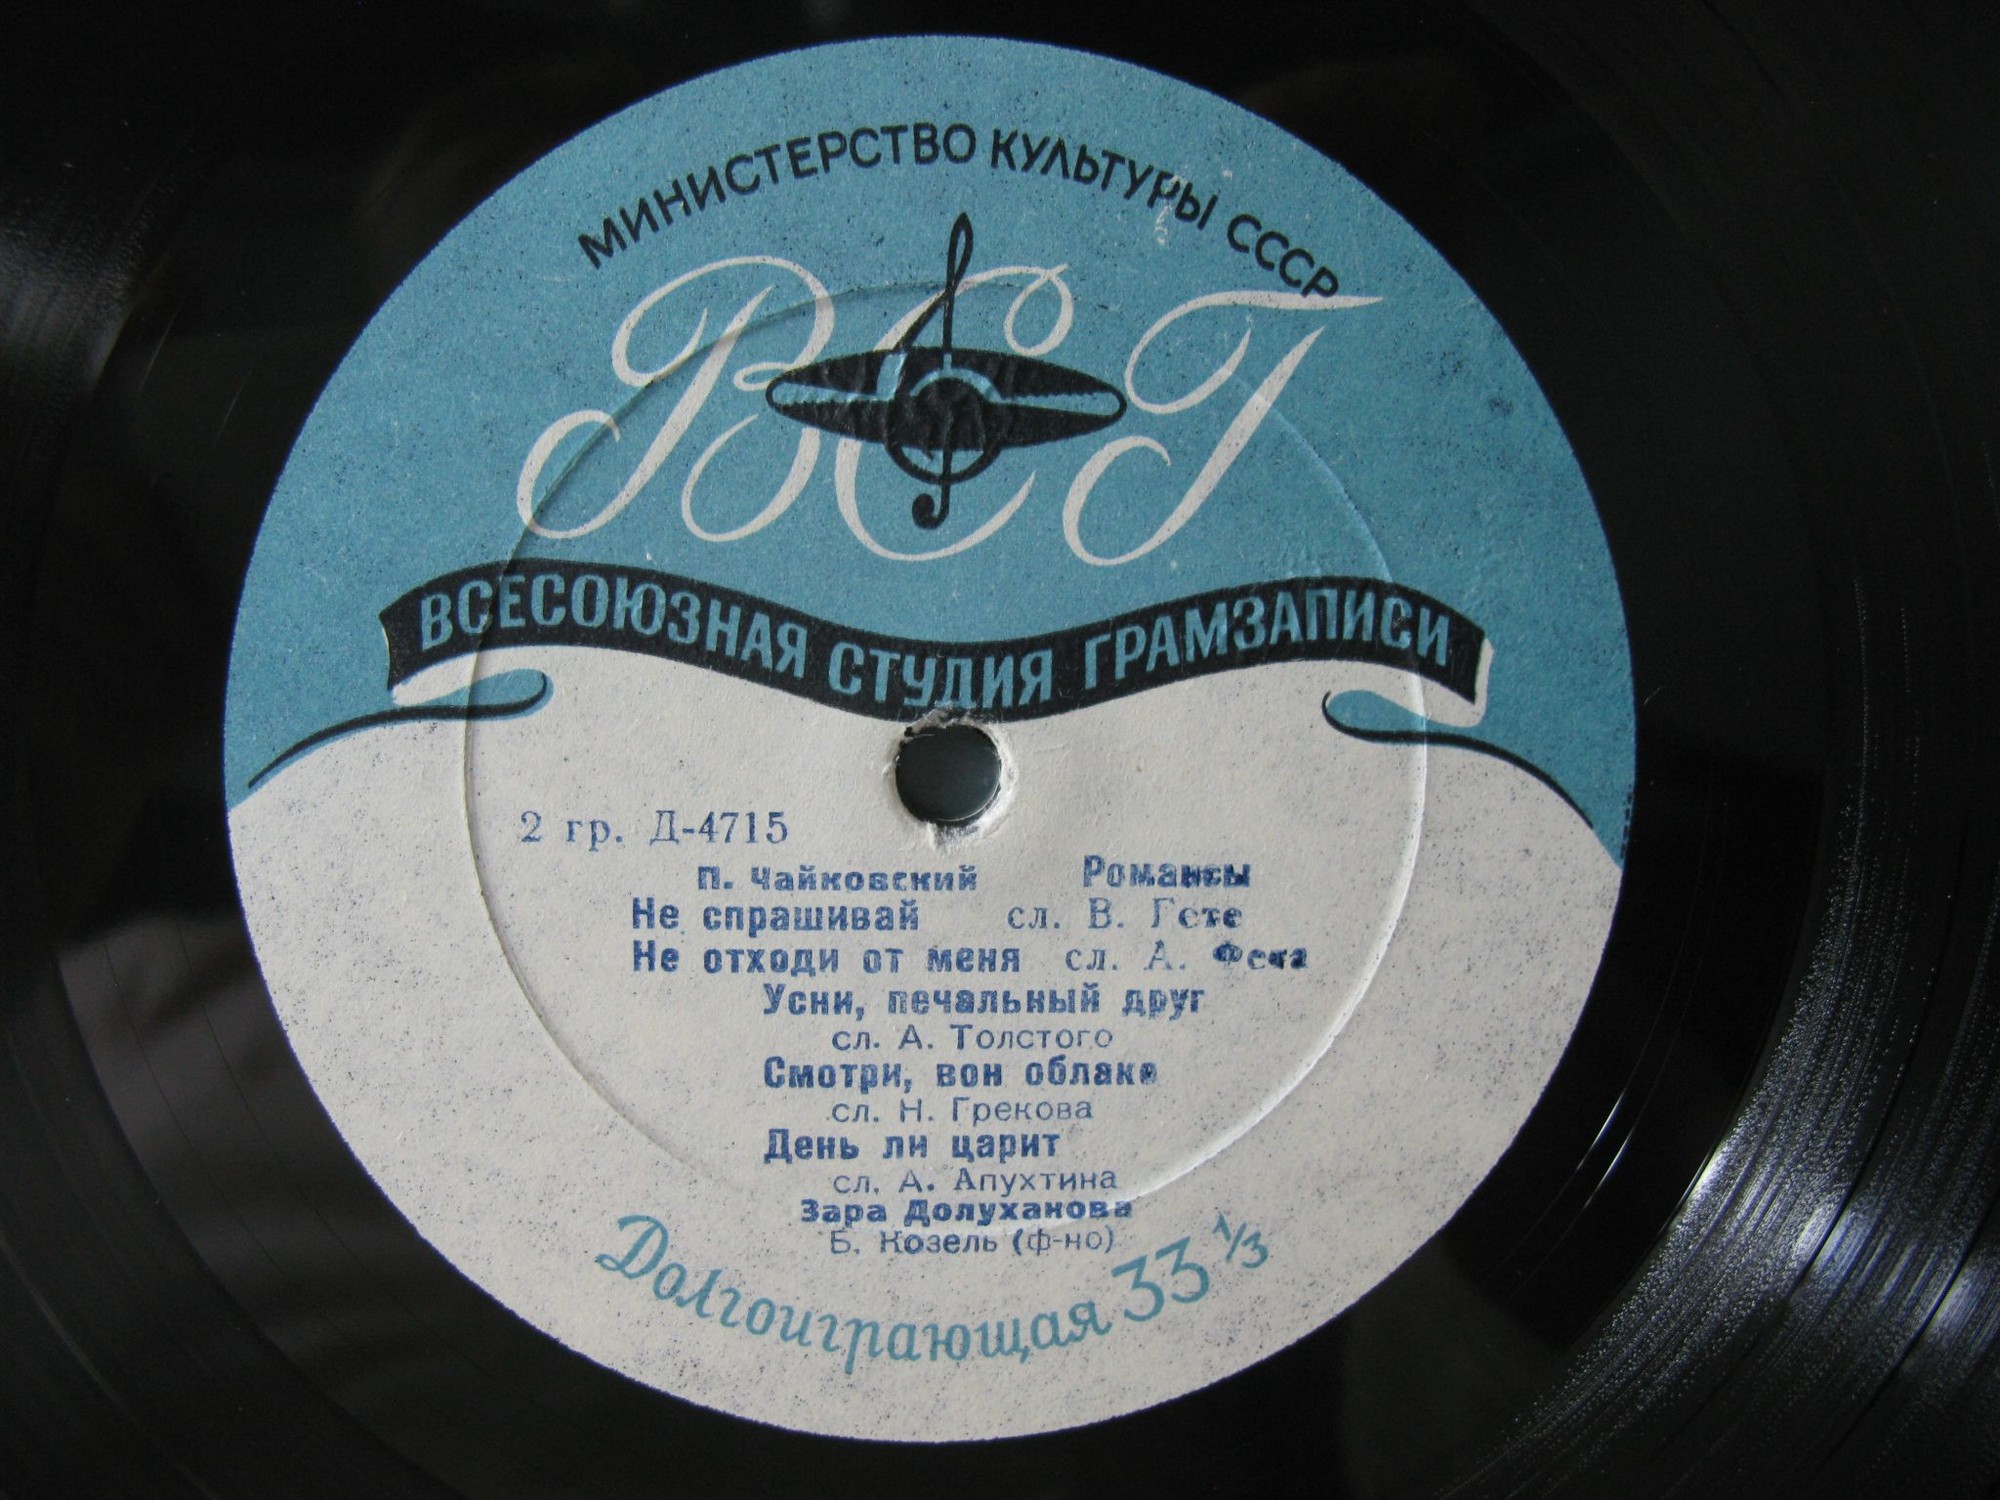 МИНИСТЕРСТВО КУЛЬТУРЫ СССР
ВСГ
ВСЕСОЮЗНАЯ СТУДИЯ ГРАМЗАПИСИ
2 гр. Д-4715
П. Чайковский Романсы
Не спрашивай сл. В. Гете
Не отходи от меня сл. А. Фета
Усни, печальный друг
сл. А. Толстого
Смотри, вон облако
сл. Н. Грекова
День ли царит
сл. А. Апухтина
Зара Долуханова
Б. Козель (ф-но)
Долгоиграющая 33 1/3